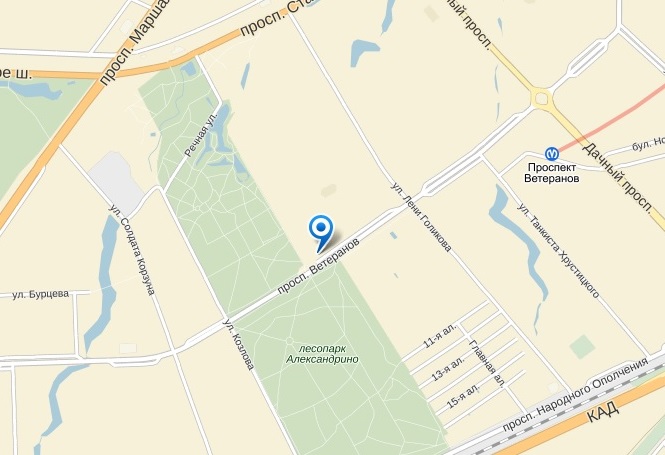 просп. Марша
просп. Ста
Дачный просп.
ре ш.
Речная ул.
бул. Но
Проспект
Ветеранов
Дачный просп.
ул. Лени Голикова
ул. Танкиста Хрустицкого
ул. Солдата Корзуна
просп. Ветеранов
ул. Бурцева
ул. Козлова
лесопарк
Александрино
11-я ал.
Главная ал.
13-я ал.
15-я ал.
просп. Народного Ополчения
КАД